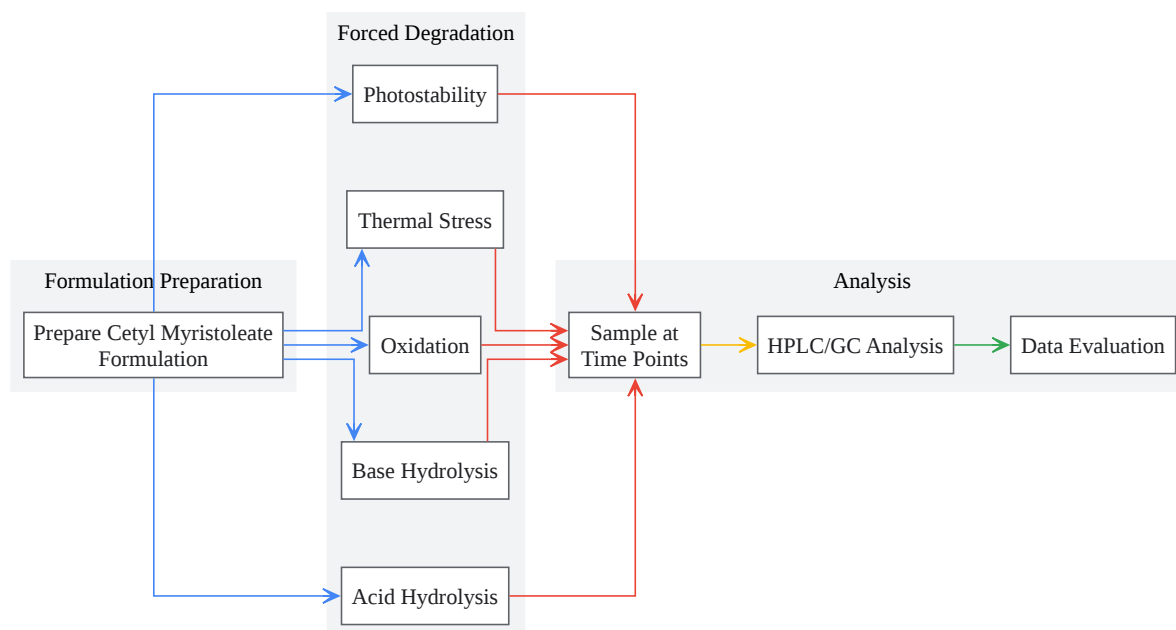 Forced Degradation
Photostability
Thermal Stress
Formulation Preparation
Prepare Cetyl Myristoleate
Formulation
Oxidation
Base Hydrolysis
Acid Hydrolysis
Analysis
Sample at
Time Points
HPLC/GC Analysis
Data Evaluation